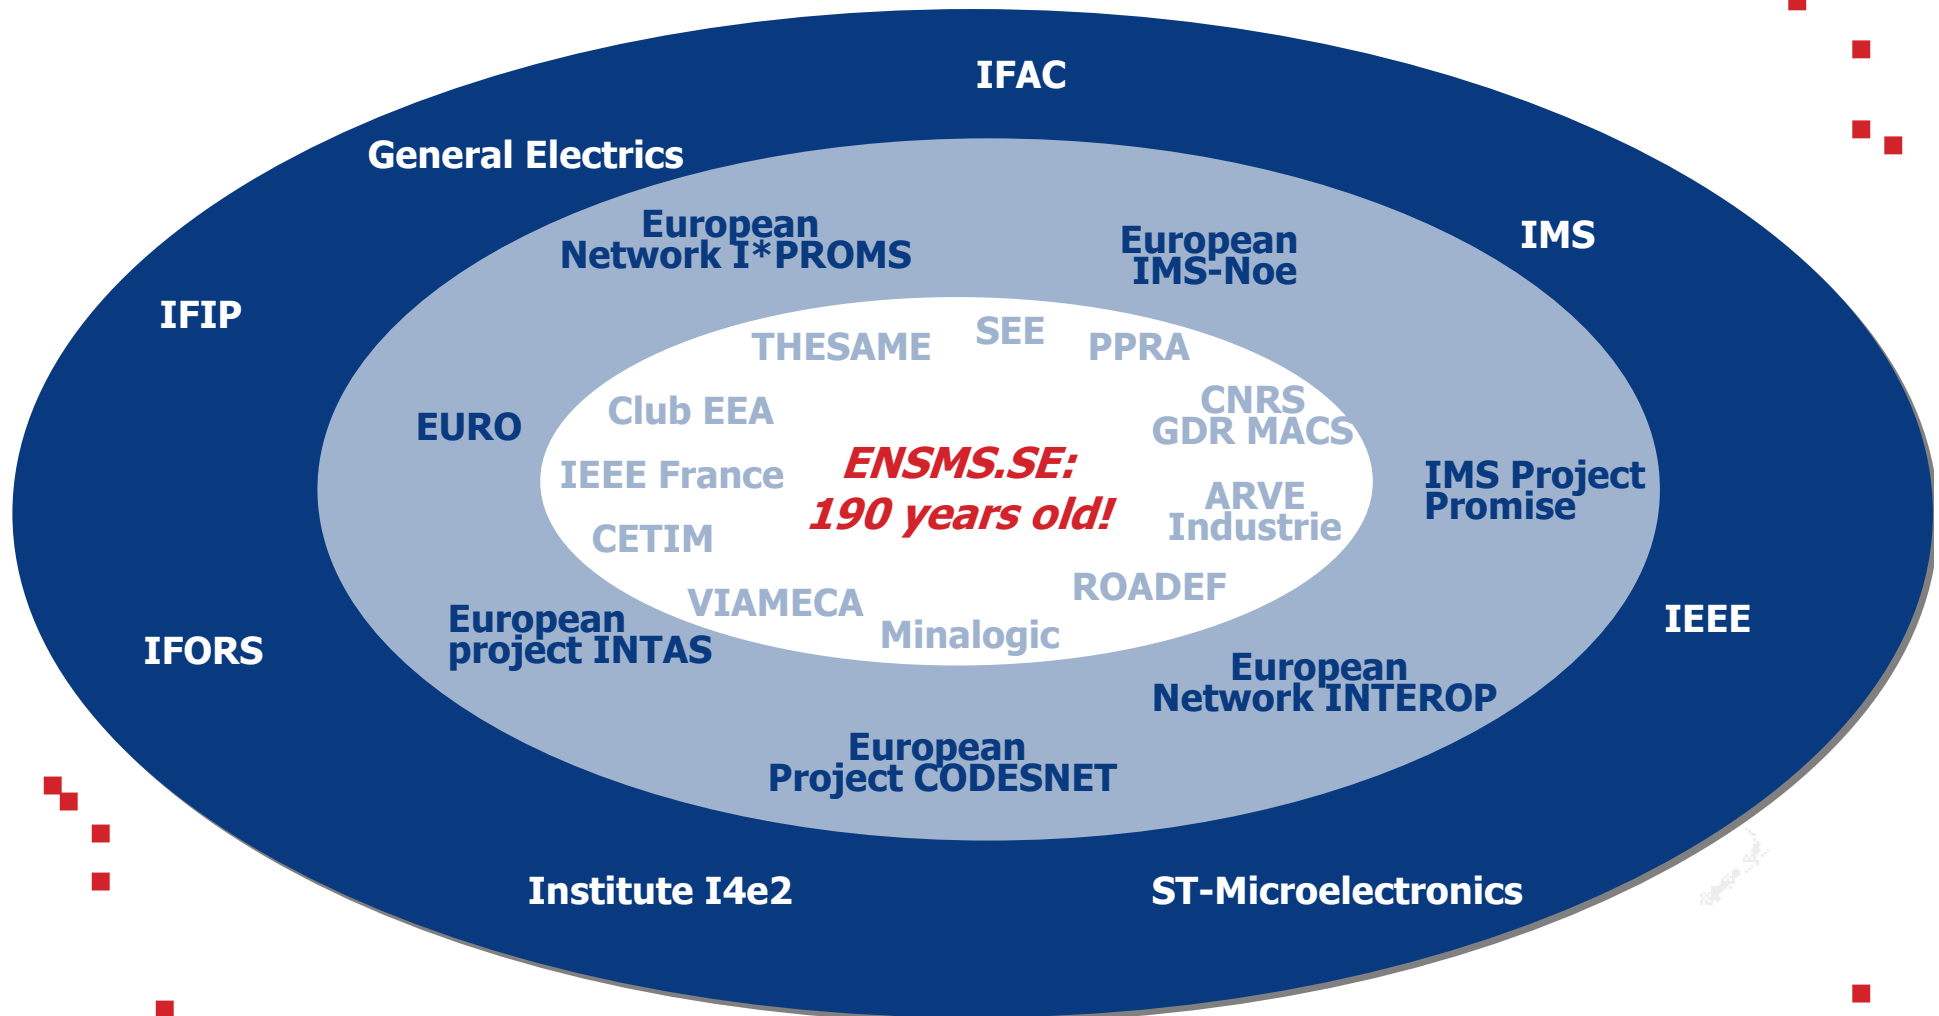 IFAC
General Electrics
European
Network I*PROMS
European
IMS-Noe
IMS
IFIP
THESAME
SEE
PPRA
Club EEA
CNRS
GDR MACS
EURO
ENSMS.SE:
190 years old!
IEEE France
ARVE
Industrie
IMS Project
Promise
CETIM
VIAMECA
ROADEF
Minalogic
European
project INTAS
IEEE
IFORS
European
Network INTEROP
European
Project CODESNET
Institute I4e2
ST-Microelectronics